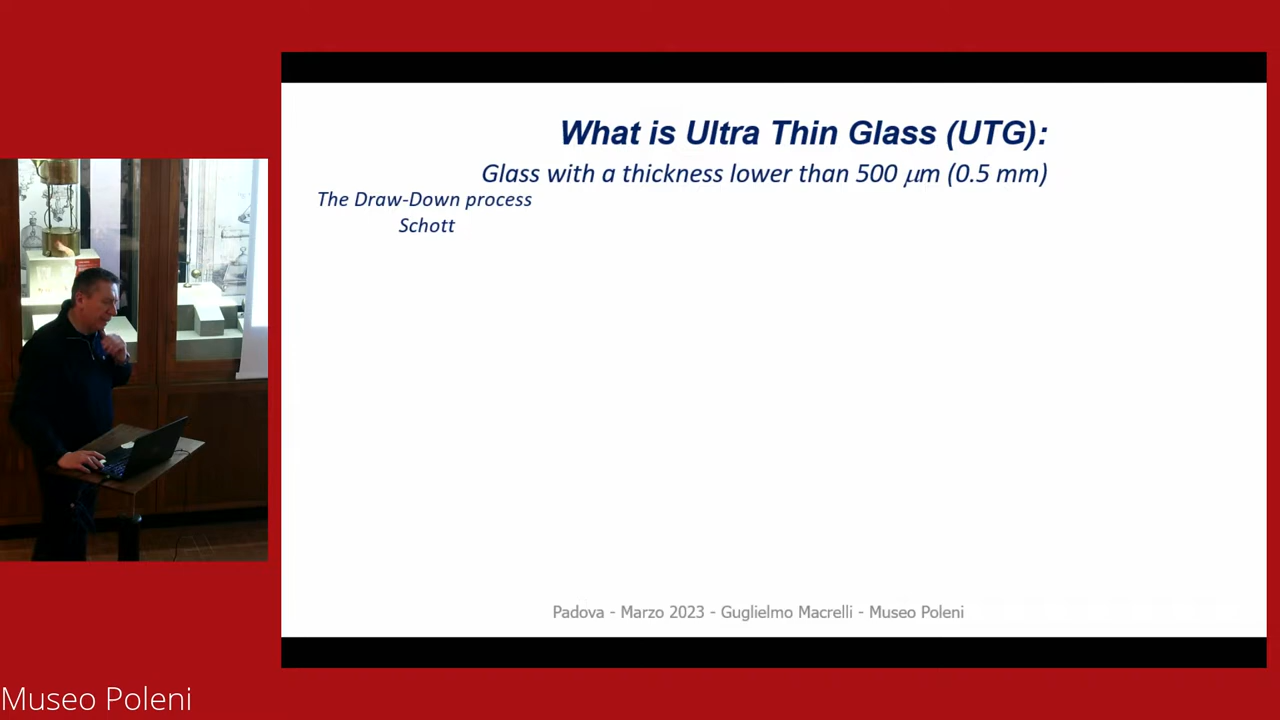 What is Ultra Thin Glass (UTG):
Glass with a thickness lower than 500 μm (0.5 mm)
The Draw-Down process
Schott
Padova - Marzo 2023 - Guglielmo Macrelli - Museo Poleni
Museo Poleni